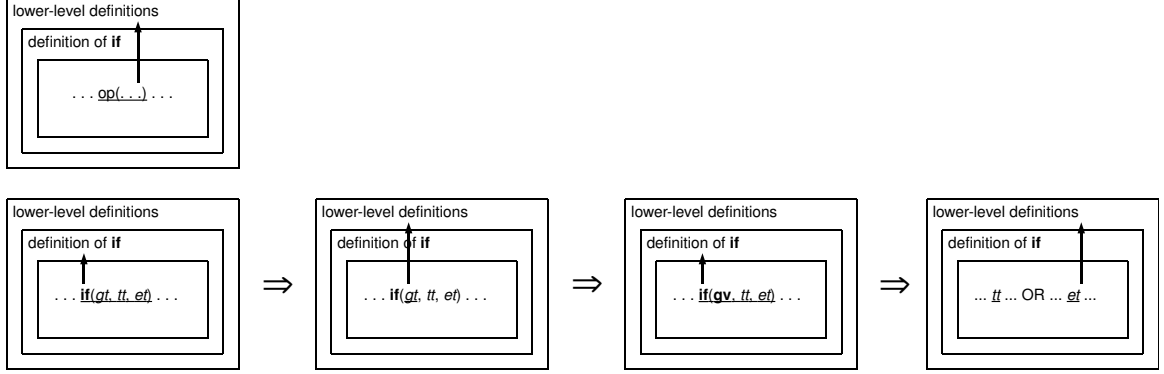 lower-level definitions
definition of if
. . . op(. . .) . . .
lower-level definitions
definition of if
. . . if(gt, tt, et) . . .
⇒
lower-level definitions
definition of if
. . . if(gt, tt, et) . . .
⇒
lower-level definitions
definition of if
. . . if(gv, tt, et) . . .
⇒
lower-level definitions
definition of if
... tt ... OR ... et ...